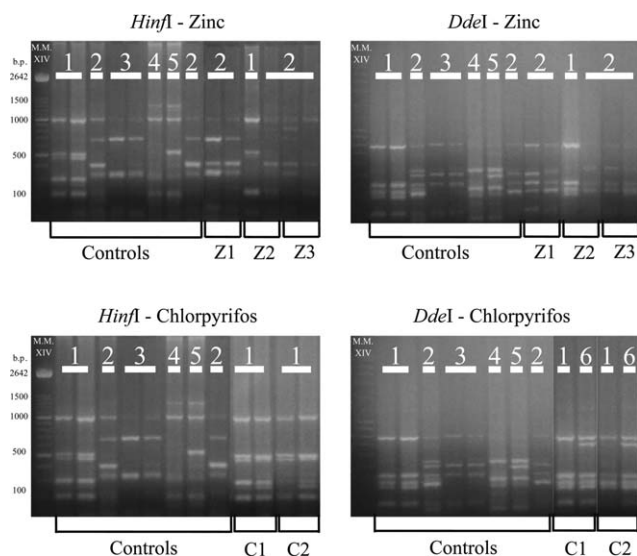 HinfI - Zinc
M.M. XIV
b.p.
2642
1500
1000
500
100
1 2 3 4 5 2 2 1 2
Controls Z1 Z2 Z3
DdeI - Zinc
M.M. XIV
1 2 3 4 5 2 2 1 2
Controls Z1 Z2 Z3
HinfI - Chlorpyrifos
M.M. XIV
b.p.
2642
1500
1000
500
100
1 2 3 4 5 2 1 1
Controls C1 C2
DdeI - Chlorpyrifos
M.M. XIV
1 2 3 4 5 2 1 6 1 6
Controls C1 C2